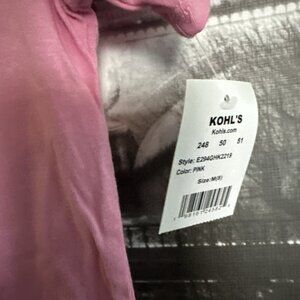 KOHL'S
Kohls.com
248 50 51
Style: E294GHK2219
Color: PINK
Size: M(8)